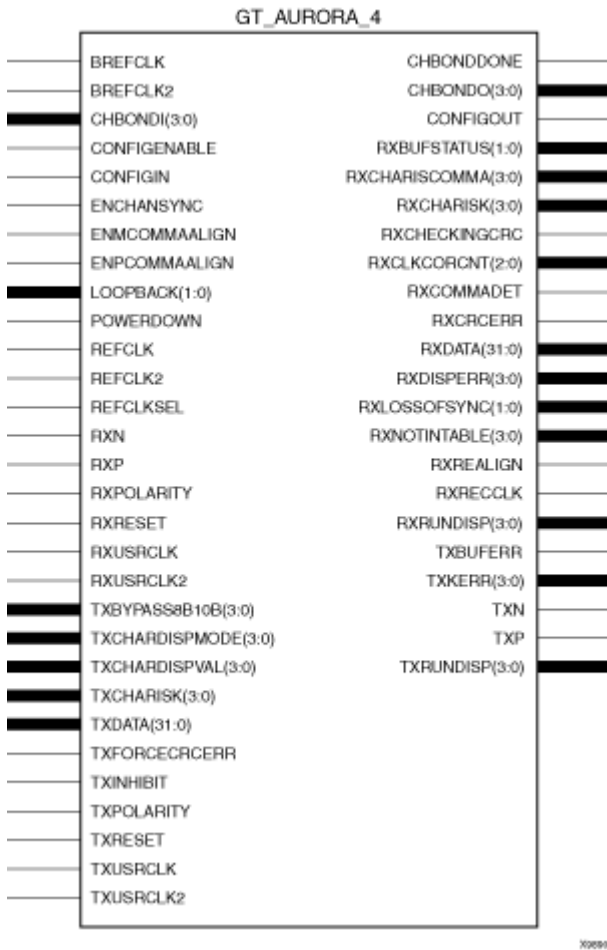 GT_AURORA_4
BREFCLK
BREFCLK2
CHBONDI(3:0)
CONFIGENABLE
CONFIGIN
ENCHANSYNC
ENMCOMMAALIGN
ENPCOMMAALIGN
LOOPBACK(1:0)
POWERDOWN
REFCLK
REFCLK2
REFCLKSEL
RXN
RXP
RXPOLARITY
RXRESET
RXUSRCLK
RXUSRCLK2
TXBYPASS8B10B(3:0)
TXCHARDISPMODE(3:0)
TXCHARDISPVAL(3:0)
TXCHARISK(3:0)
TXDATA(31:0)
TXFORCECRCERR
TXINHIBIT
TXPOLARITY
TXRESET
TXUSRCLK
TXUSRCLK2
CHBONDDONE
CHBONDO(3:0)
CONFIGOUT
RXBUFSTATUS(1:0)
RXCHARISCOMMA(3:0)
RXCHARISK(3:0)
RXCHECKINGCRC
RXCLKCORCNT(2:0)
RXCOMMADET
RXCRCERR
RXDATA(31:0)
RXDISPERR(3:0)
RXLOSSOFSYNC(1:0)
RXNOTINTABLE(3:0)
RXREALIGN
RXRECCLK
RXRUNDISP(3:0)
TXBUFERR
TXKERR(3:0)
TXN
TXP
TXRUNDISP(3:0)